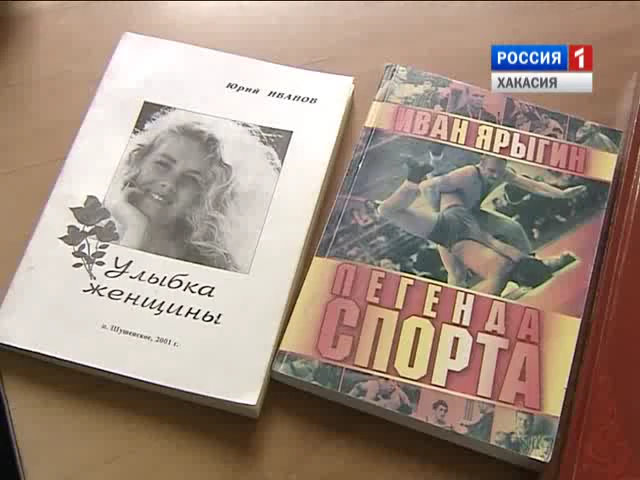 РОССИЯ 1
ХАКАСИЯ
Юрий ИВАНОВ
Улыбка
женщины
п. Шушенское, 2001 г.
ИВАН ЯРЫГИН
ЛЕГЕНДА
СПОРТА